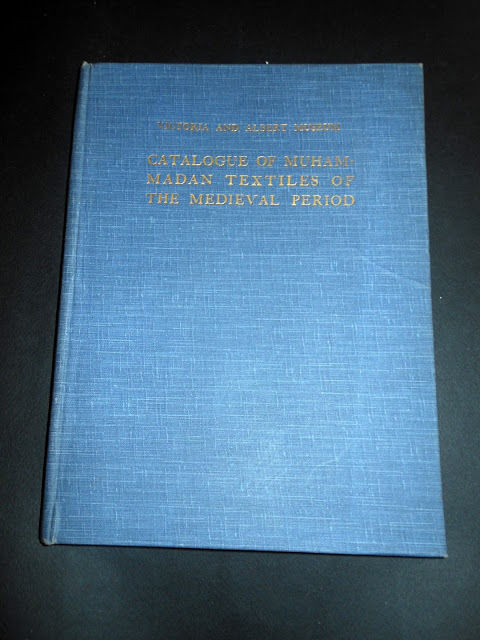 VICTORIA AND ALBERT MUSEUM
CATALOGUE OF MUHAM-
MADAN TEXTILES OF
THE MEDIEVAL PERIOD